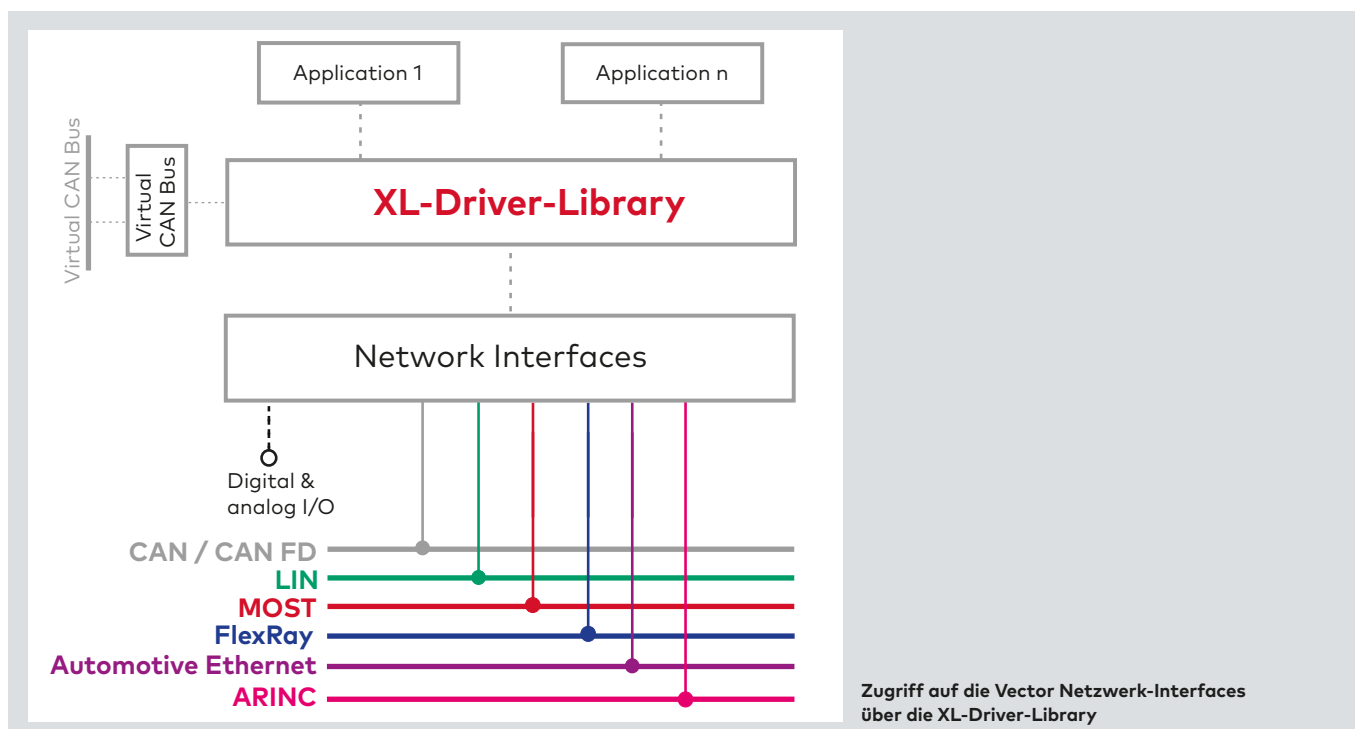 Application 1
Application n
Virtual CAN Bus
Virtual
CAN Bus
XL-Driver-Library
Network Interfaces
Digital &
analog I/O
CAN / CAN FD
LIN
MOST
FlexRay
Automotive Ethernet
ARINC
Zugriff auf die Vector Netzwerk-Interfaces
über die XL-Driver-Library